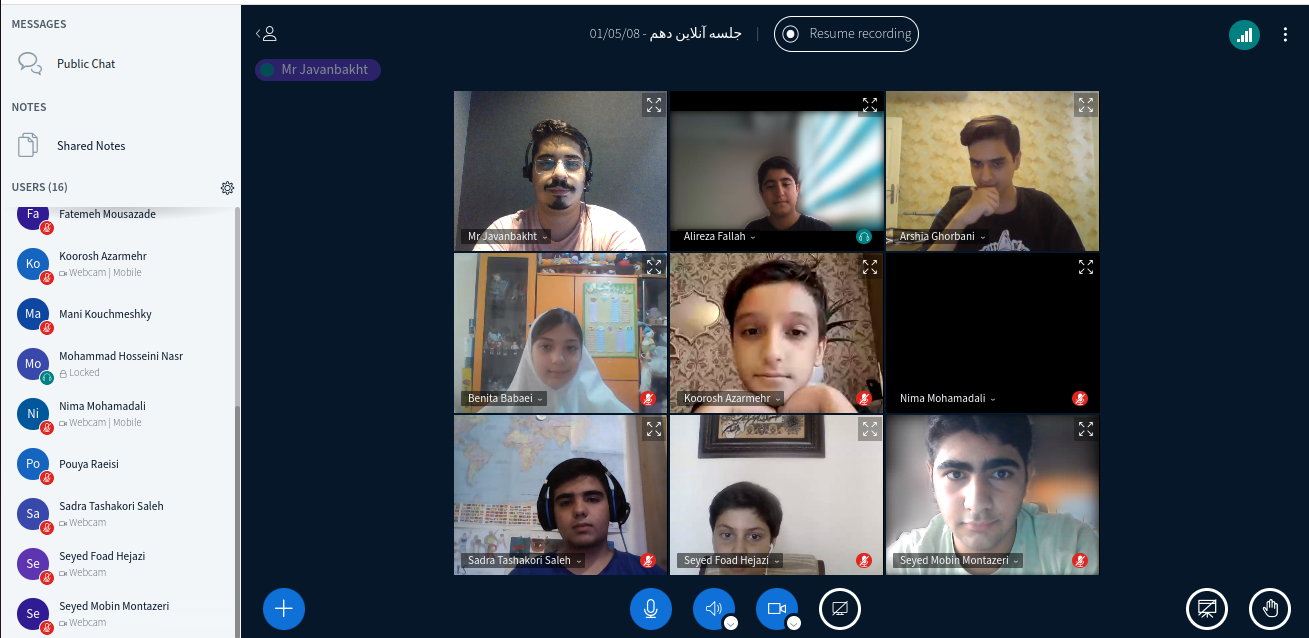 MESSAGES
Public Chat
NOTES
Shared Notes
USERS (16)
Fa Fatemeh Mousazade
Ko Koorosh Azarmehr
Webcam | Mobile
Ma Mani Kouchmeshky
Mo Mohammad Hosseini Nasr
Locked
Ni Nima Mohamadali
Webcam | Mobile
Po Pouya Raeisi
Sa Sadra Tashakori Saleh
Webcam
Se Seyed Foad Hejazi
Webcam
Se Seyed Mobin Montazeri
Webcam
جلسه آنلاین دهم - 01/05/08
Resume recording
Mr Javanbakht
Mr Javanbakht
Alireza Fallah
Arshia Ghorbani
Benita Babaei
Koorosh Azarmehr
Nima Mohamadali
Sadra Tashakori Saleh
Seyed Foad Hejazi
Seyed Mobin Montazeri